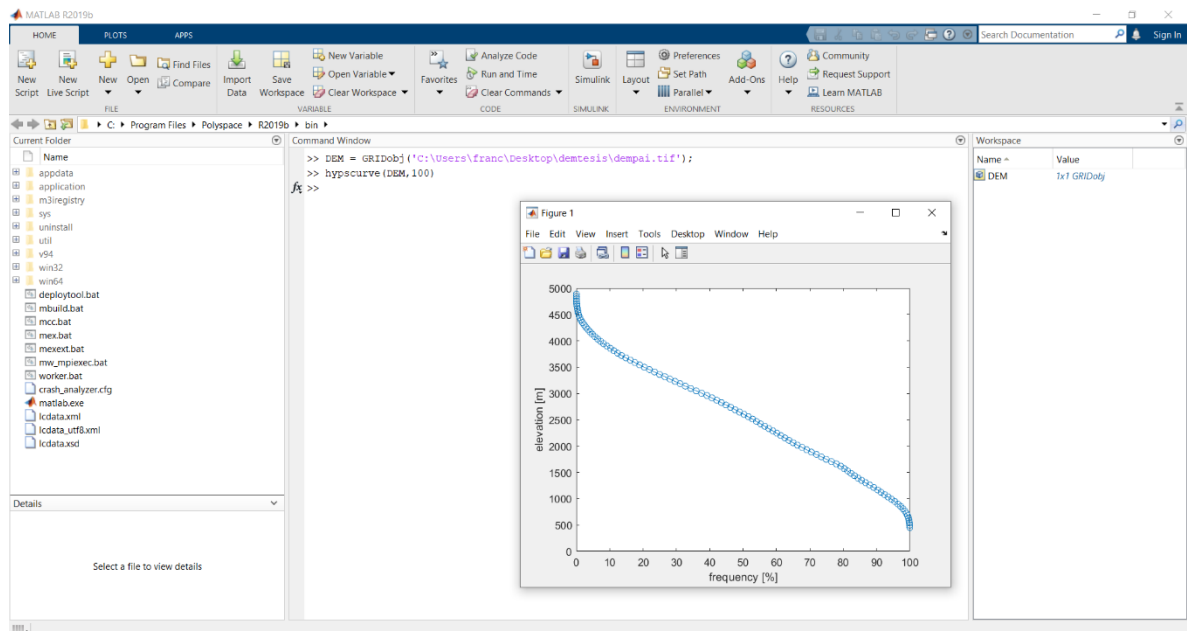 MATLAB R2019b
HOME PLOTS APPS
Search Documentation
Sign In
New Script
New Live Script
New
Open
Find Files
Compare
Import Data
Save Workspace
New Variable
Open Variable
Clear Workspace
Favorites
Analyze Code
Run and Time
Clear Commands
Simulink
Layout
Preferences
Set Path
Parallel
Add-Ons
Help
Community
Request Support
Learn MATLAB
FILE VARIABLE CODE SIMULINK ENVIRONMENT RESOURCES
C: Program Files Polyspace R2019b bin
Current Folder
Name
appdata
application
m3iregistry
sys
uninstall
util
v94
win32
win64
deploytool.bat
mbuild.bat
mcc.bat
mex.bat
mexext.bat
mw_mpiexec.bat
worker.bat
crash_analyzer.cfg
matlab.exe
lcdata.xml
lcdata_utf8.xml
lcdata.xsd
Details
Select a file to view details
Command Window
>> DEM = GRIDobj('C:\Users\franc\Desktop\demtesis\dempai.tif');
>> hypscurve(DEM,100)
fx >>
Figure 1
File Edit View Insert Tools Desktop Window Help
5000
4500
4000
3500
3000
2500
2000
1500
1000
500
0
elevation [m]
0 10 20 30 40 50 60 70 80 90 100
frequency [%]
Workspace
Name Value
DEM 1x1 GRIDobj